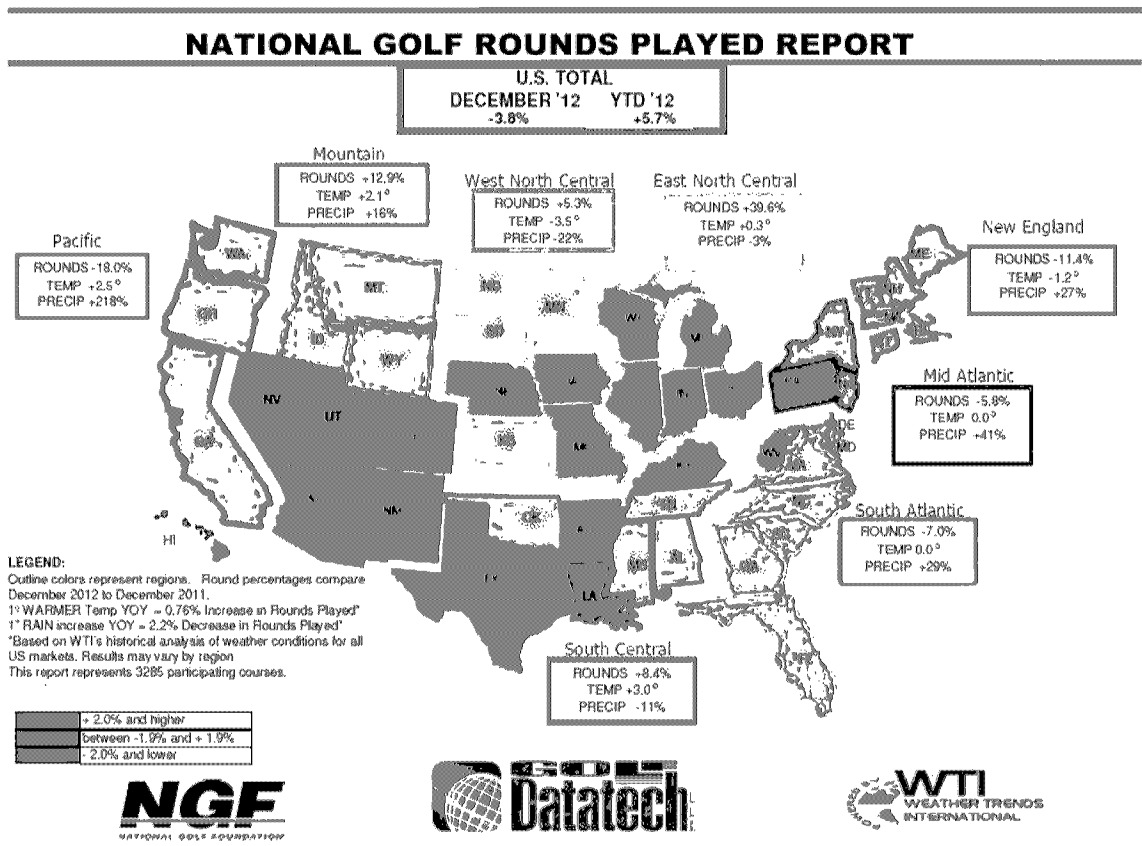 NATIONAL GOLF ROUNDS PLAYED REPORT
U.S. TOTAL
DECEMBER '12 YTD '12
-3.8% +5.7%
Mountain
ROUNDS +12.9%
TEMP +2.1°
PRECIP +16%
West North Central
ROUNDS +5.3%
TEMP -3.5°
PRECIP -22%
East North Central
ROUNDS +39.6%
TEMP +0.3°
PRECIP -3%
New England
ROUNDS -11.4%
TEMP -1.2°
PRECIP +27%
Pacific
ROUNDS -18.0%
TEMP +2.5°
PRECIP +218%
Mid Atlantic
ROUNDS -5.8%
TEMP 0.0°
PRECIP +41%
South Atlantic
ROUNDS -7.0%
TEMP 0.0°
PRECIP +29%
South Central
ROUNDS +8.4%
TEMP +3.0°
PRECIP -11%
WA
MT
ID
WY
NV
UT
NM
LA
HI
DE
MD
LEGEND:
Outline colors represent regions. Round percentages compare
December 2012 to December 2011.
1° WARMER Temp YOY = 0.76% Increase in Rounds Played*
1" RAIN increase YOY = 2.2% Decrease in Rounds Played*
*Based on WTI's historical analysis of weather conditions for all
US markets. Results may vary by region
This report represents 3285 participating courses.
+ 2.0% and higher
between -1.9% and + 1.9%
- 2.0% and lower
NGF
NATIONAL GOLF FOUNDATION
GOLF
Datatech
WTI
WEATHER TRENDS
INTERNATIONAL